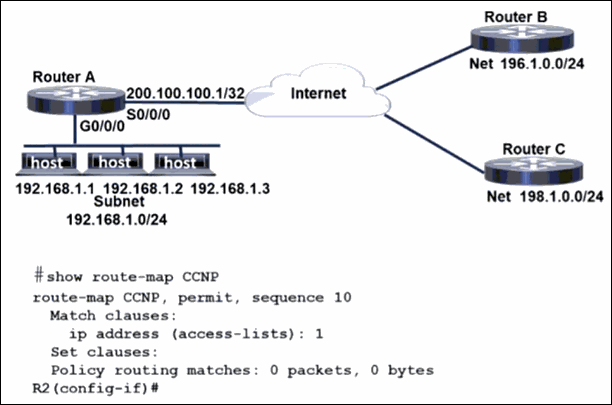 Router B
Net 196.1.0.0/24
Router A
200.100.100.1/32
Internet
S0/0/0
G0/0/0
Router C
Net 198.1.0.0/24
host host host
192.168.1.1 192.168.1.2 192.168.1.3
Subnet
192.168.1.0/24
#show route-map CCNP
route-map CCNP, permit, sequence 10
Match clauses:
ip address (access-lists): 1
Set clauses:
Policy routing matches: 0 packets, 0 bytes
R2(config-if)#